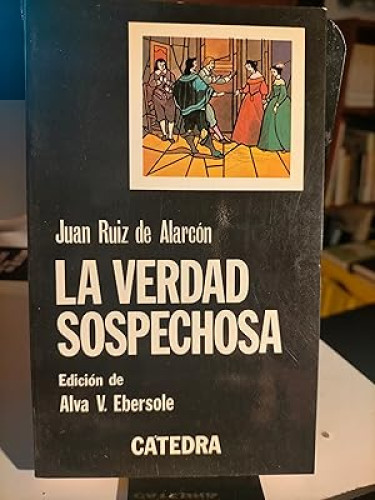 Juan Ruiz de Alarcón
LA VERDAD
SOSPECHOSA
Edición de
Alva V. Ebersole
CATEDRA